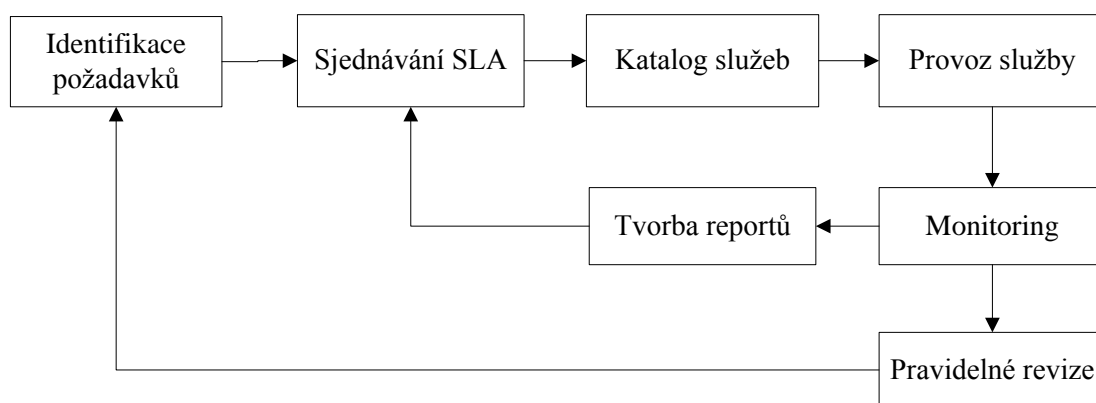 Identifikace
požadavků
Sjednávání SLA
Katalog služeb
Provoz služby
Tvorba reportů
Monitoring
Pravidelné revize